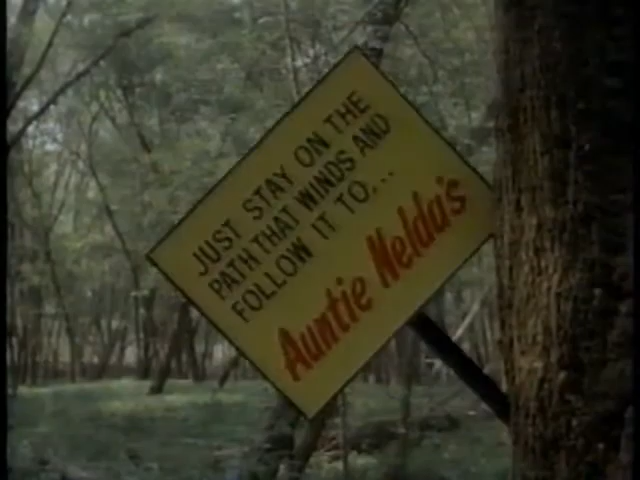 JUST STAY ON THE
PATH THAT WINDS AND
FOLLOW IT TO...
Auntie Nelda's